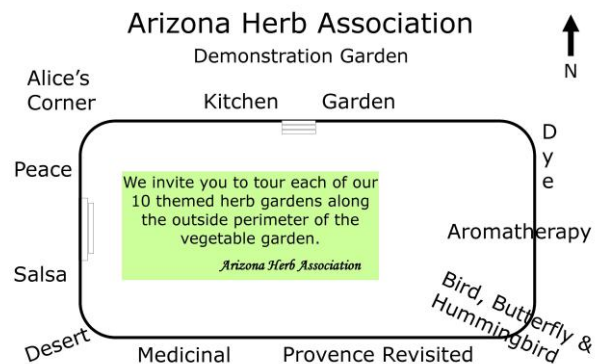 Arizona Herb Association
Demonstration Garden
N
Alice's
Corner
Kitchen Garden
Dye
Peace
We invite you to tour each of our
10 themed herb gardens along
the outside perimeter of the
vegetable garden.
Arizona Herb Association
Aromatherapy
Salsa
Bird, Butterfly &
Hummingbird
Desert
Medicinal
Provence Revisited